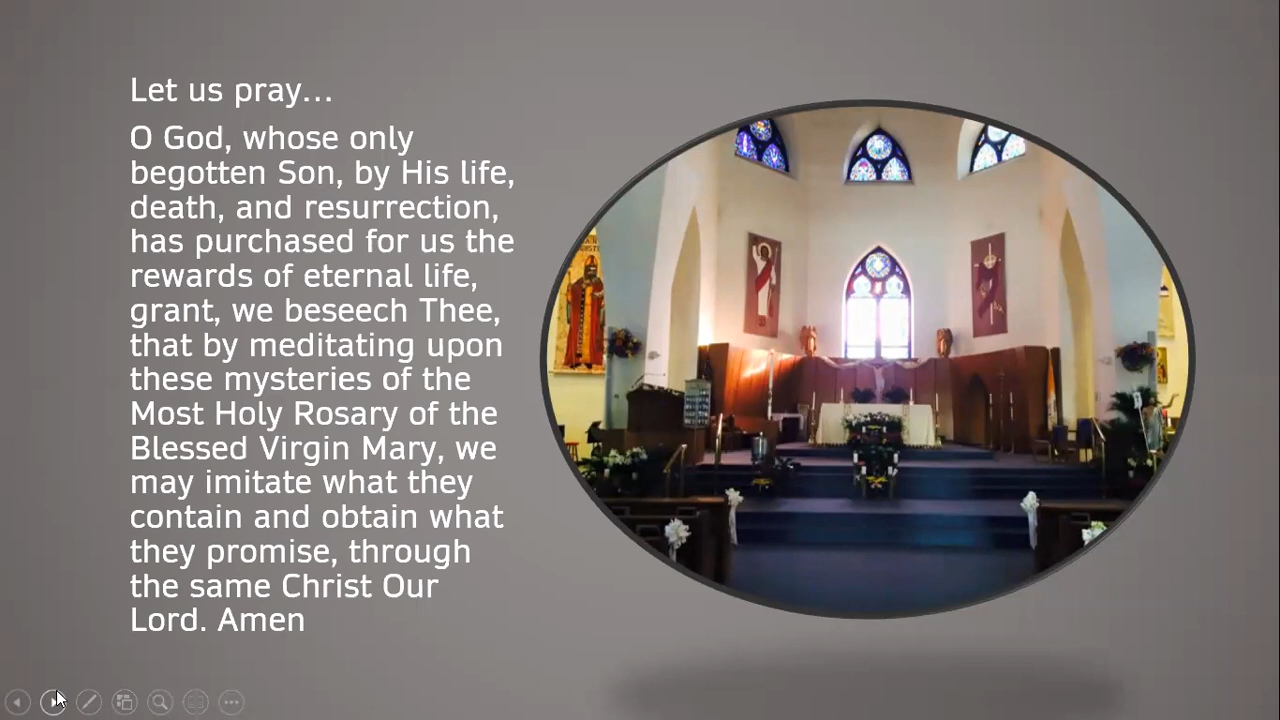 Let us pray...
O God, whose only
begotten Son, by His life,
death, and resurrection,
has purchased for us the
rewards of eternal life,
grant, we beseech Thee,
that by meditating upon
these mysteries of the
Most Holy Rosary of the
Blessed Virgin Mary, we
may imitate what they
contain and obtain what
they promise, through
the same Christ Our
Lord. Amen